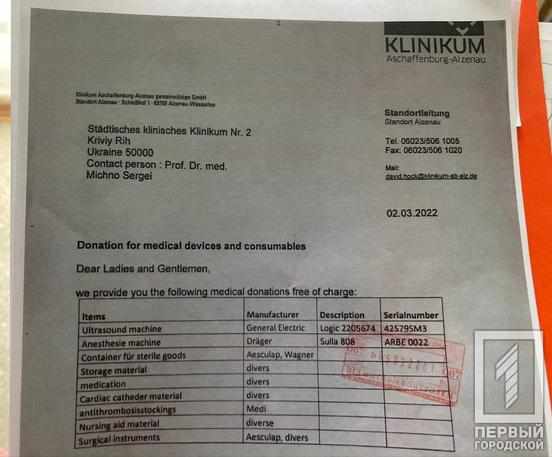 1
KLINIKUM
Aschaffenburg-Alzenau
Klinikum Aschaffenburg-Alzenau gemeinnützige GmbH
Standort Alzenau · Schloßhof 1 · 63755 Alzenau-Wasserlos
Standortleitung
Standort Alzenau
Städtisches klinisches Klinikum Nr. 2
Kriviy Rih
Ukraine 50000
Contact person : Prof. Dr. med.
Michno Sergei
Tel. 06023/506 1005
Fax: 06023/506 1020
Mail:
david.hock@klinikum-ab-alz.de
02.03.2022
Donation for medical devices and consumables
Dear Ladies and Gentlemen,
we provide you the following medical donations free of charge:
Items Manufacturer Description Serialnumber
Ultrasound machine General Electric Logic 2205674 42579SM3
Anesthesie machine Dräger Sulla 808 ARBE 0022
Container für sterile goods Aesculap, Wagner
Storage material divers
medication divers
Cardiac catheder material divers
antithrombosisstockings Medi
Nursing aid material diverse
Surgical instruments Aesculap, divers
1
ПЕРВЫЙ
ГОРОДСКОЙ